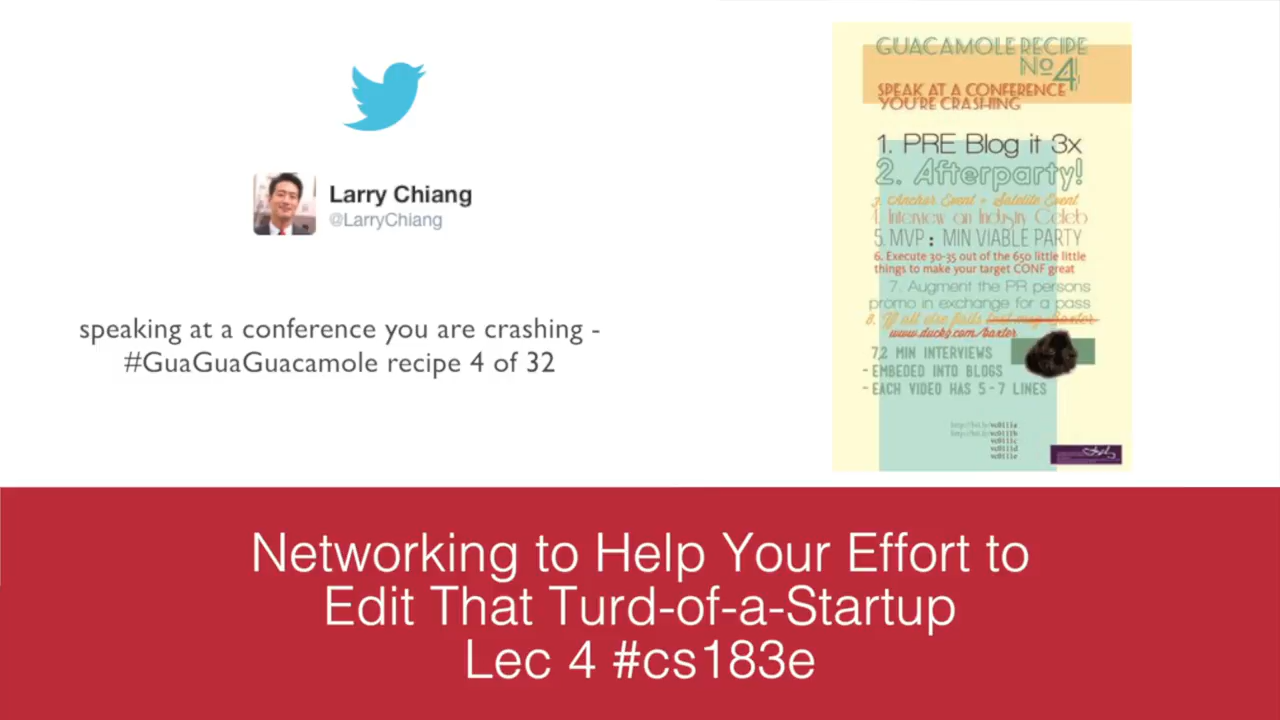 Larry Chiang
@LarryChiang
speaking at a conference you are crashing -
#GuaGuaGuacamole recipe 4 of 32
GUACAMOLE RECIPE
No 4
SPEAK AT A CONFERENCE
YOU'RE CRASHING
1. PRE Blog it 3x
2. Afterparty!
3. Anchor Event + Satelite Event
4. Interview an Industry Celeb
5. MVP : MIN VIABLE PARTY
6. Execute 30-35 out of the 650 little little
things to make your target CONF great
7. Augment the PR persons
promo in exchange for a pass
8. If all else fails
www.duck9.com/baxter
7,2 MIN INTERVIEWS
- EMBEDED INTO BLOGS
- EACH VIDEO HAS 5 - 7 LINES
Networking to Help Your Effort to
Edit That Turd-of-a-Startup
Lec 4 #cs183e